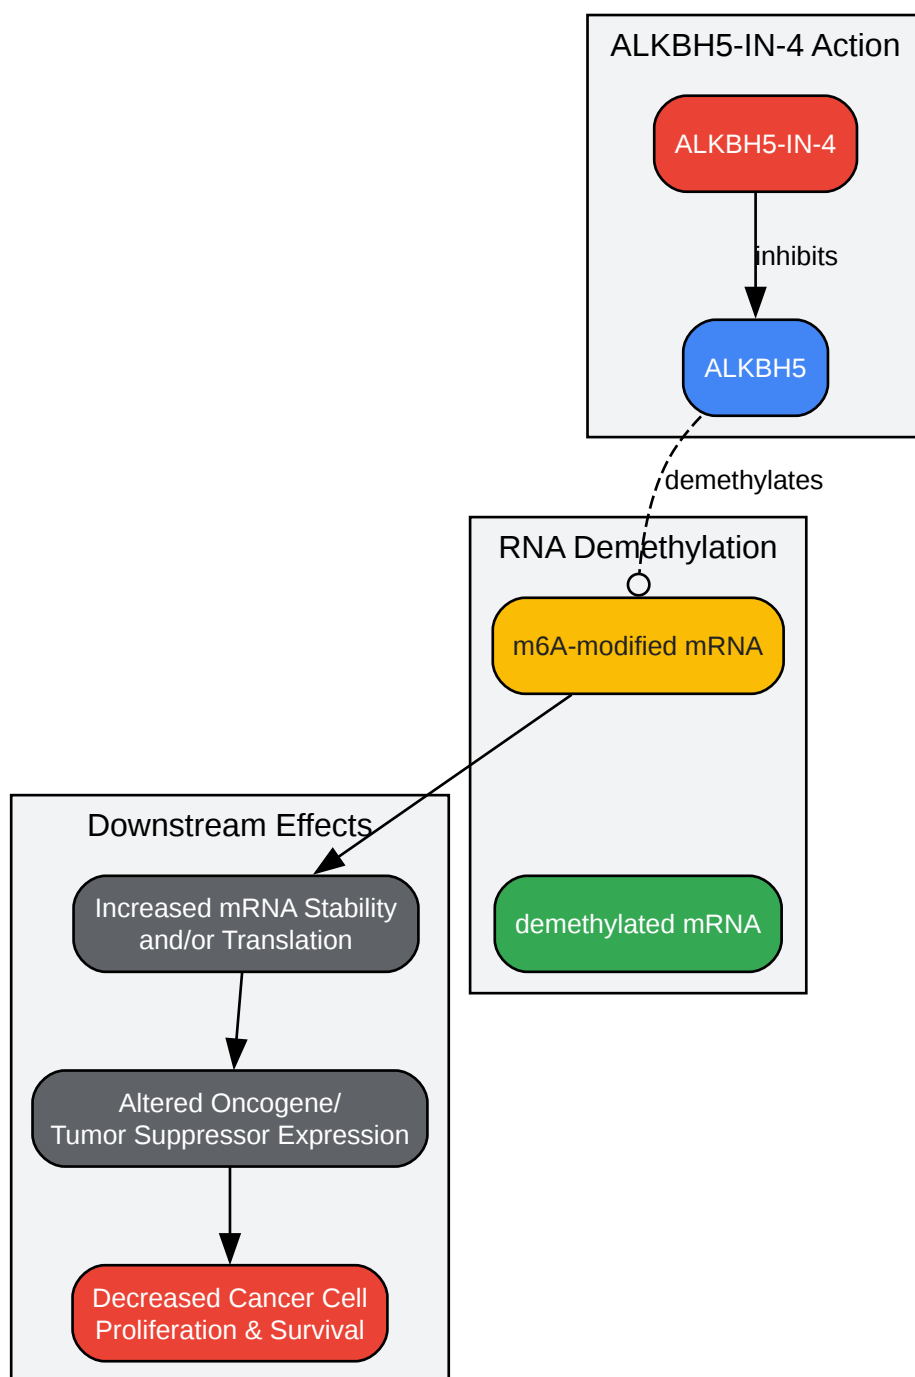 ALKBH5-IN-4 Action
ALKBH5-IN-4
inhibits
ALKBH5
demethylates
RNA Demethylation
m6A-modified mRNA
Downstream Effects
Increased mRNA Stability
and/or Translation
demethylated mRNA
Altered Oncogene/
Tumor Suppressor Expression
Decreased Cancer Cell
Proliferation & Survival